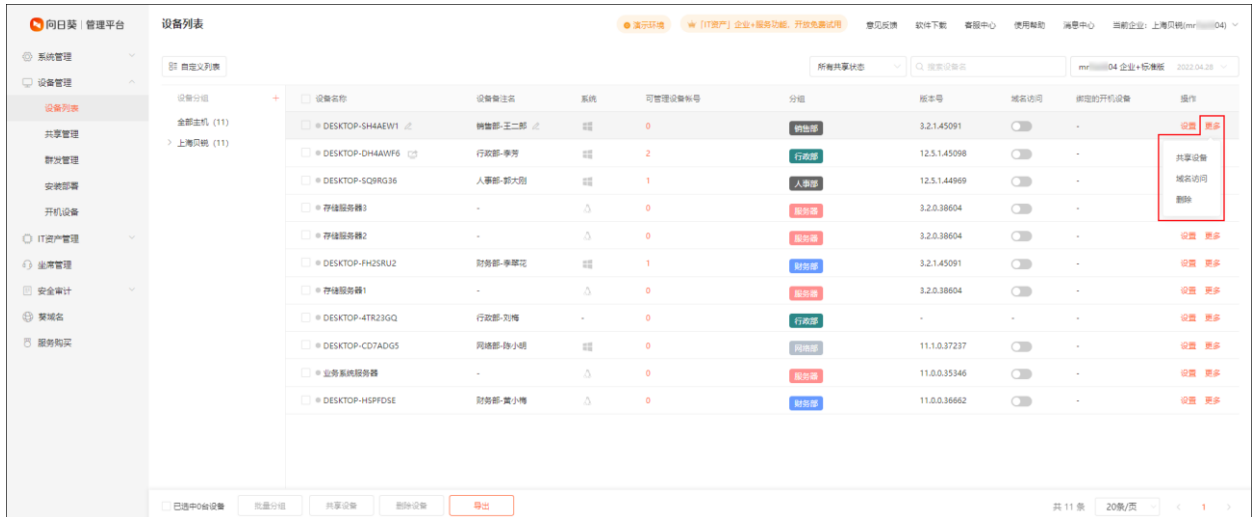 向日葵 | 管理平台
设备列表
演示环境
「IT资产」企业+服务功能，开放免费试用
意见反馈
软件下载
客服中心
使用帮助
消息中心
当前企业：上海贝锐(mr 04)
系统管理
设备管理
设备列表
共享管理
群发管理
安装部署
开机设备
IT资产管理
坐席管理
安全审计
葵域名
服务购买
自定义列表
所有共享状态
搜索设备名
mr 04 企业+标准版 2022.04.28
设备分组 +
全部主机 (11)
上海贝锐 (11)
设备名称 设备备注名 系统 可管理设备帐号 分组 版本号 域名访问 绑定的开机设备 操作
DESKTOP-SH4AEW1 销售部-王二郎 0 销售部 3.2.1.45091 - 设置 更多
DESKTOP-DH4AWF6 行政部-李芳 2 行政部 12.5.1.45098 -
DESKTOP-SQ9RG36 人事部-郭大刚 1 人事部 12.5.1.44969 -
存储服务器3 - 0 服务器 3.2.0.38604 -
共享设备
域名访问
删除
存储服务器2 - 0 服务器 3.2.0.38604 - 设置 更多
DESKTOP-FH2SRU2 财务部-李翠花 1 财务部 3.2.1.45091 - 设置 更多
存储服务器1 - 0 服务器 3.2.0.38604 - 设置 更多
DESKTOP-4TR23GQ 行政部-刘梅 - 0 行政部 - - - 设置 更多
DESKTOP-CD7ADG5 网络部-陈小明 0 网络部 11.1.0.37237 - 设置 更多
业务系统服务器 - 0 服务器 11.0.0.35346 - 设置 更多
DESKTOP-HSPFDSE 财务部-黄小梅 0 财务部 11.0.0.36662 - 设置 更多
已选中0台设备 批量分组 共享设备 删除设备 导出
共 11 条 20条/页 < 1 >